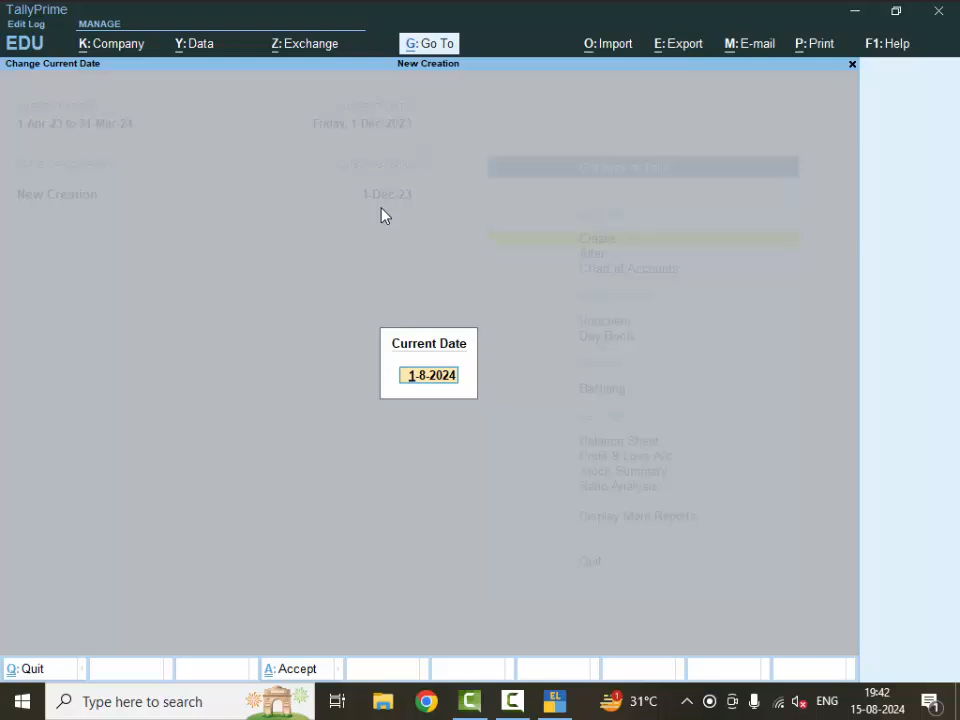 TallyPrime
Edit Log
MANAGE
EDU
K: Company
Y: Data
Z: Exchange
G: Go To
O: Import
E: Export
M: E-mail
P: Print
F1: Help
Change Current Date
New Creation
1-Apr-23 to 31-Mar-24
Friday, 1-Dec-2023
New Creation
1-Dec-23
Create
Alter
Chart of Accounts
Vouchers
Day Book
Banking
Balance Sheet
Profit & Loss A/c
Stock Summary
Ratio Analysis
Display More Reports
Quit
Current Date
1-8-2024
Q: Quit
A: Accept
Type here to search
EL
1
31°C
ENG
19:42
15-08-2024
1